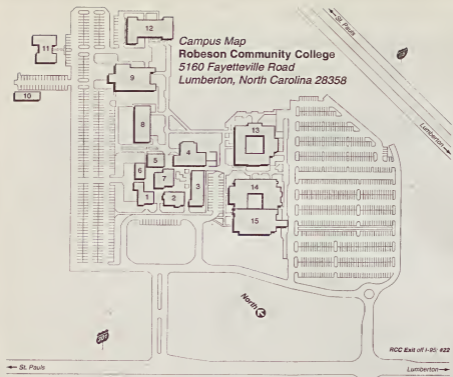 St. Pauls
Lumberton
Campus Map
Robeson Community College
5160 Fayetteville Road
Lumberton, North Carolina 28358
12
11
9
10
8
13
4
5
6
7
3
14
1
2
15
North
RCC Exit off I-95: #22
St. Pauls
Lumberton